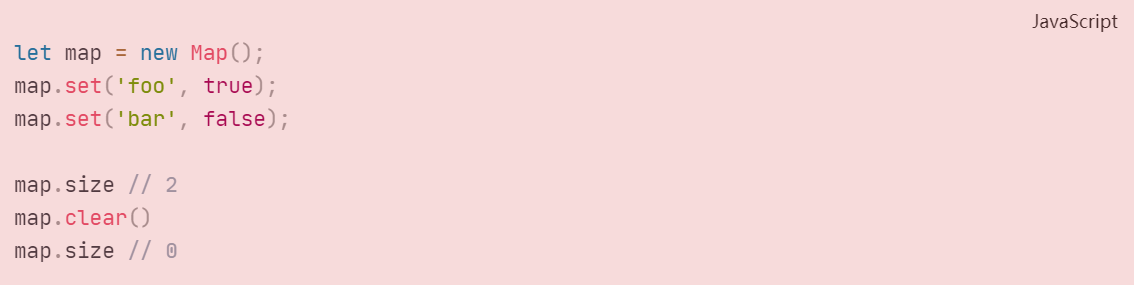 JavaScript
let map = new Map();
map.set('foo', true);
map.set('bar', false);
map.size // 2
map.clear()
map.size // 0